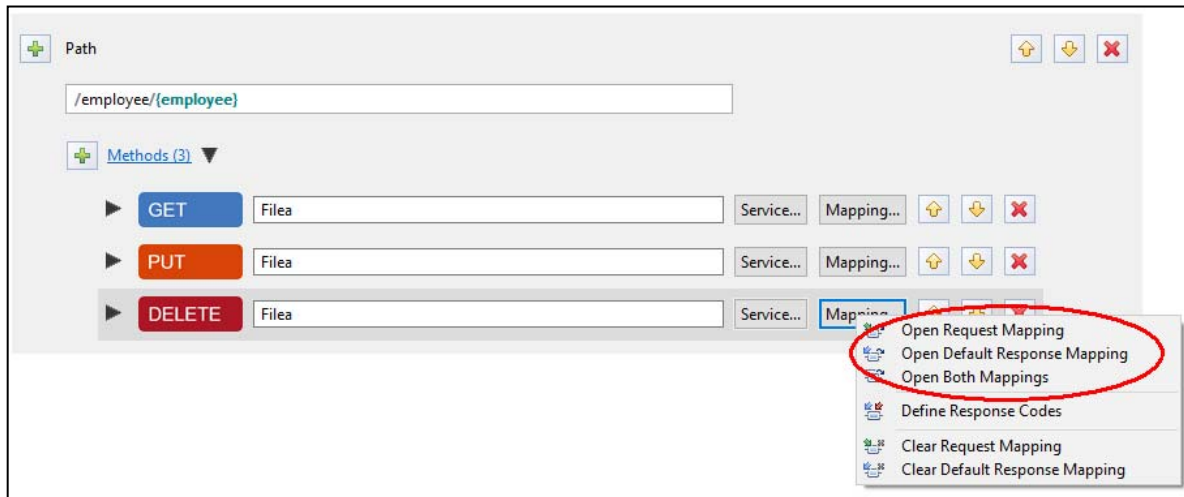 Path
/employee/{employee}
Methods (3)
GET Filea Service... Mapping...
PUT Filea Service... Mapping...
DELETE Filea Service... Mapping...
Open Request Mapping
Open Default Response Mapping
Open Both Mappings
Define Response Codes
Clear Request Mapping
Clear Default Response Mapping